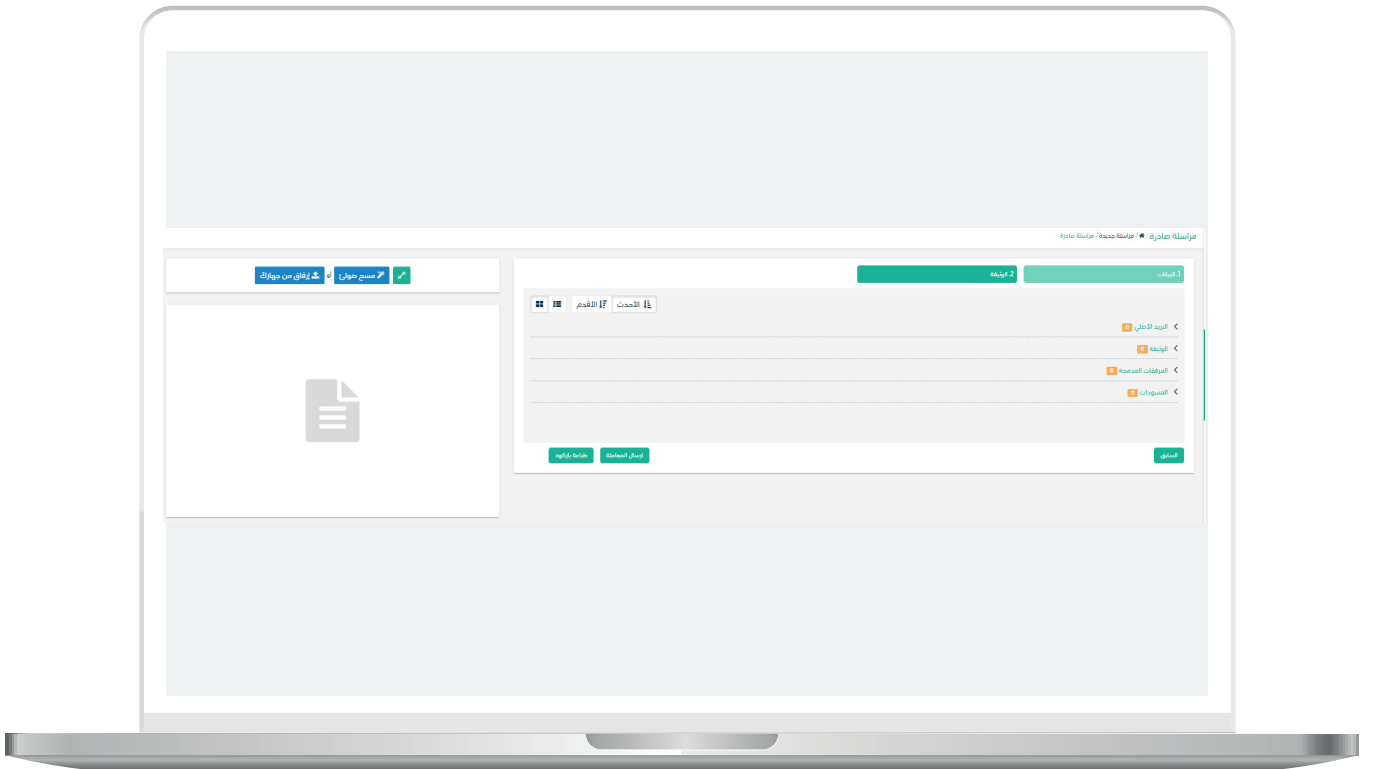 مراسلة صادرة / مراسلة جديدة / مراسلة صادرة
1. البيانات
2. الوثيقة
الأحدث
الأقدم
البريد الأصلي 0
الوثيقة 0
المرفقات المدمجة 0
المسودات 0
السابق
ارسال المعاملة
طباعة باركود
مسح ضوئي أو إرفاق من جهازك